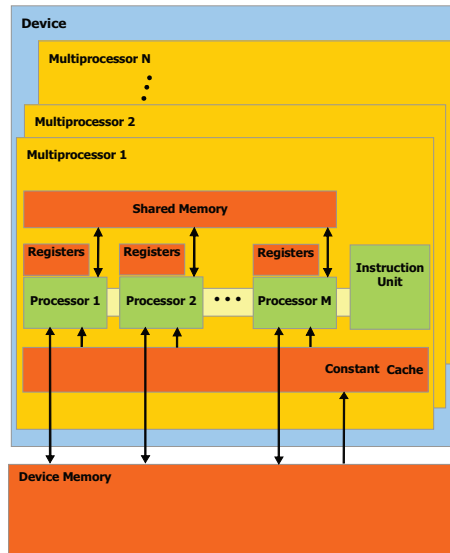 Device
Multiprocessor N
Multiprocessor 2
Multiprocessor 1
Shared Memory
Registers
Registers
Registers
Instruction
Unit
Processor 1
Processor 2
Processor M
Constant Cache
Device Memory